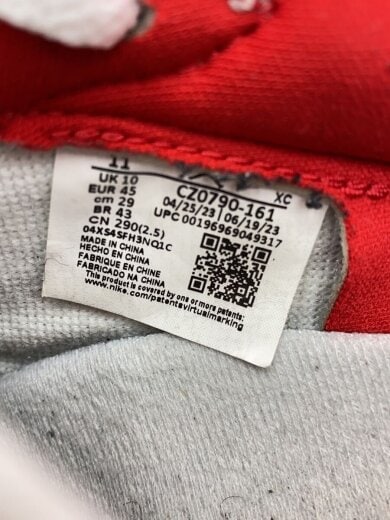 11
UK 10
EUR 45
cm 29
BR 43
CN 290(2.5)
XC
CZ0790-161
04/25/23 | 06/19/23
UPC 00196969049317
04XS4SFH3NQ1C
MADE IN CHINA
HECHO EN CHINA
FABRIQUE EN CHINE
FABRICADO NA CHINA
This product is covered by one or more patents:
www.nike.com/patentsvirtualmarking